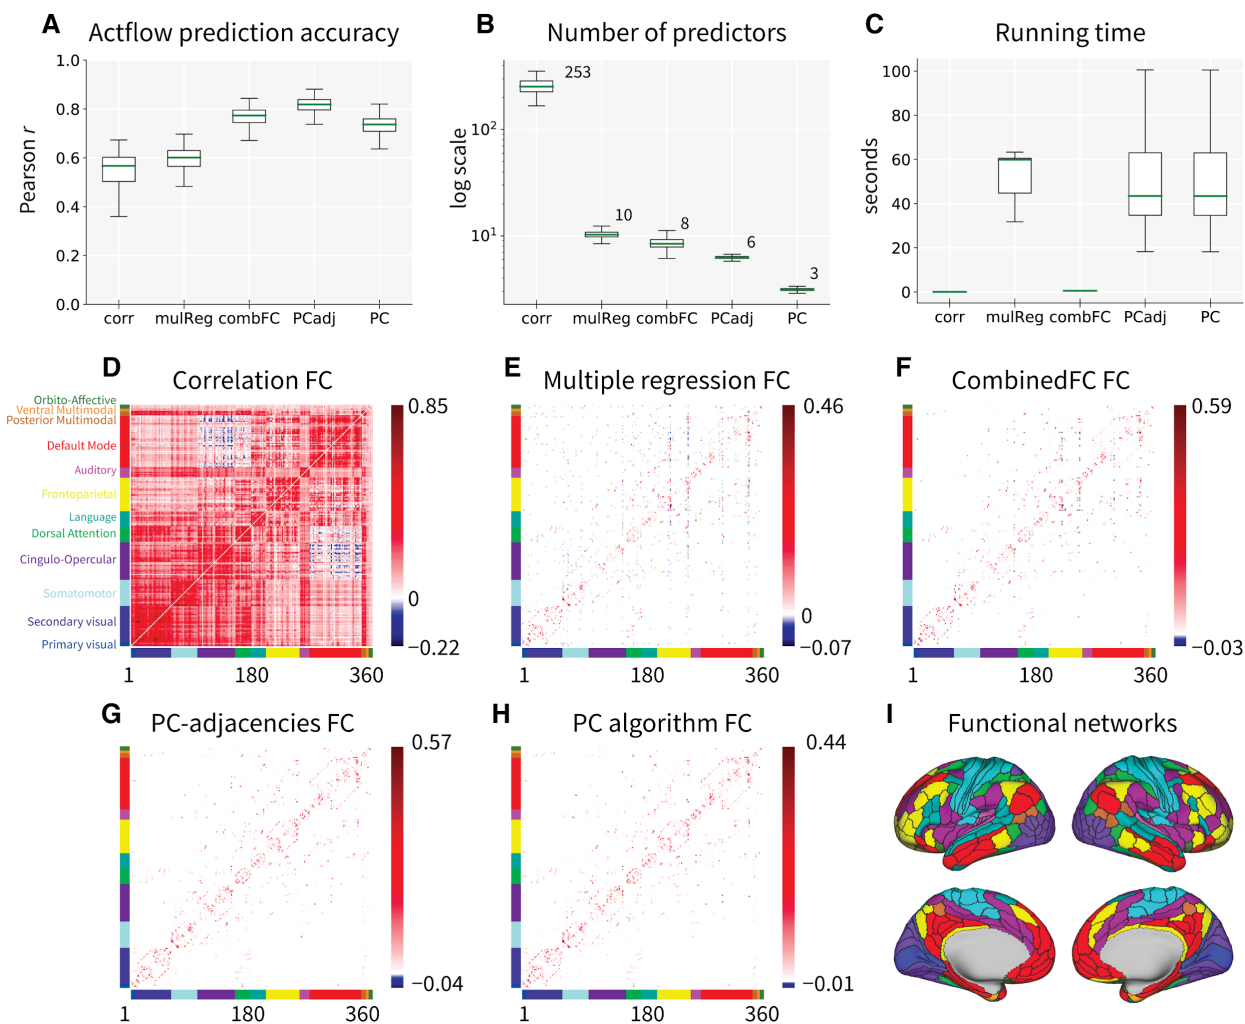 A Actflow prediction accuracy
Pearson r
1.0
0.8
0.6
0.4
0.2
0.0
corr mulReg combFC PCadj PC
B Number of predictors
log scale
10²
10¹
253
10
8
6
3
corr mulReg combFC PCadj PC
C Running time
seconds
100
80
60
40
20
0
corr mulReg combFC PCadj PC
D Correlation FC
Orbito-Affective
Ventral Multimodal
Posterior Multimodal
Default Mode
Auditory
Frontoparietal
Language
Dorsal Attention
Cingulo-Opercular
Somatomotor
Secondary visual
Primary visual
1 180 360
0.85
0
−0.22
E Multiple regression FC
1 180 360
0.46
0
−0.07
F CombinedFC FC
1 180 360
0.59
−0.03
G PC-adjacencies FC
1 180 360
0.57
−0.04
H PC algorithm FC
1 180 360
0.44
−0.01
I Functional networks